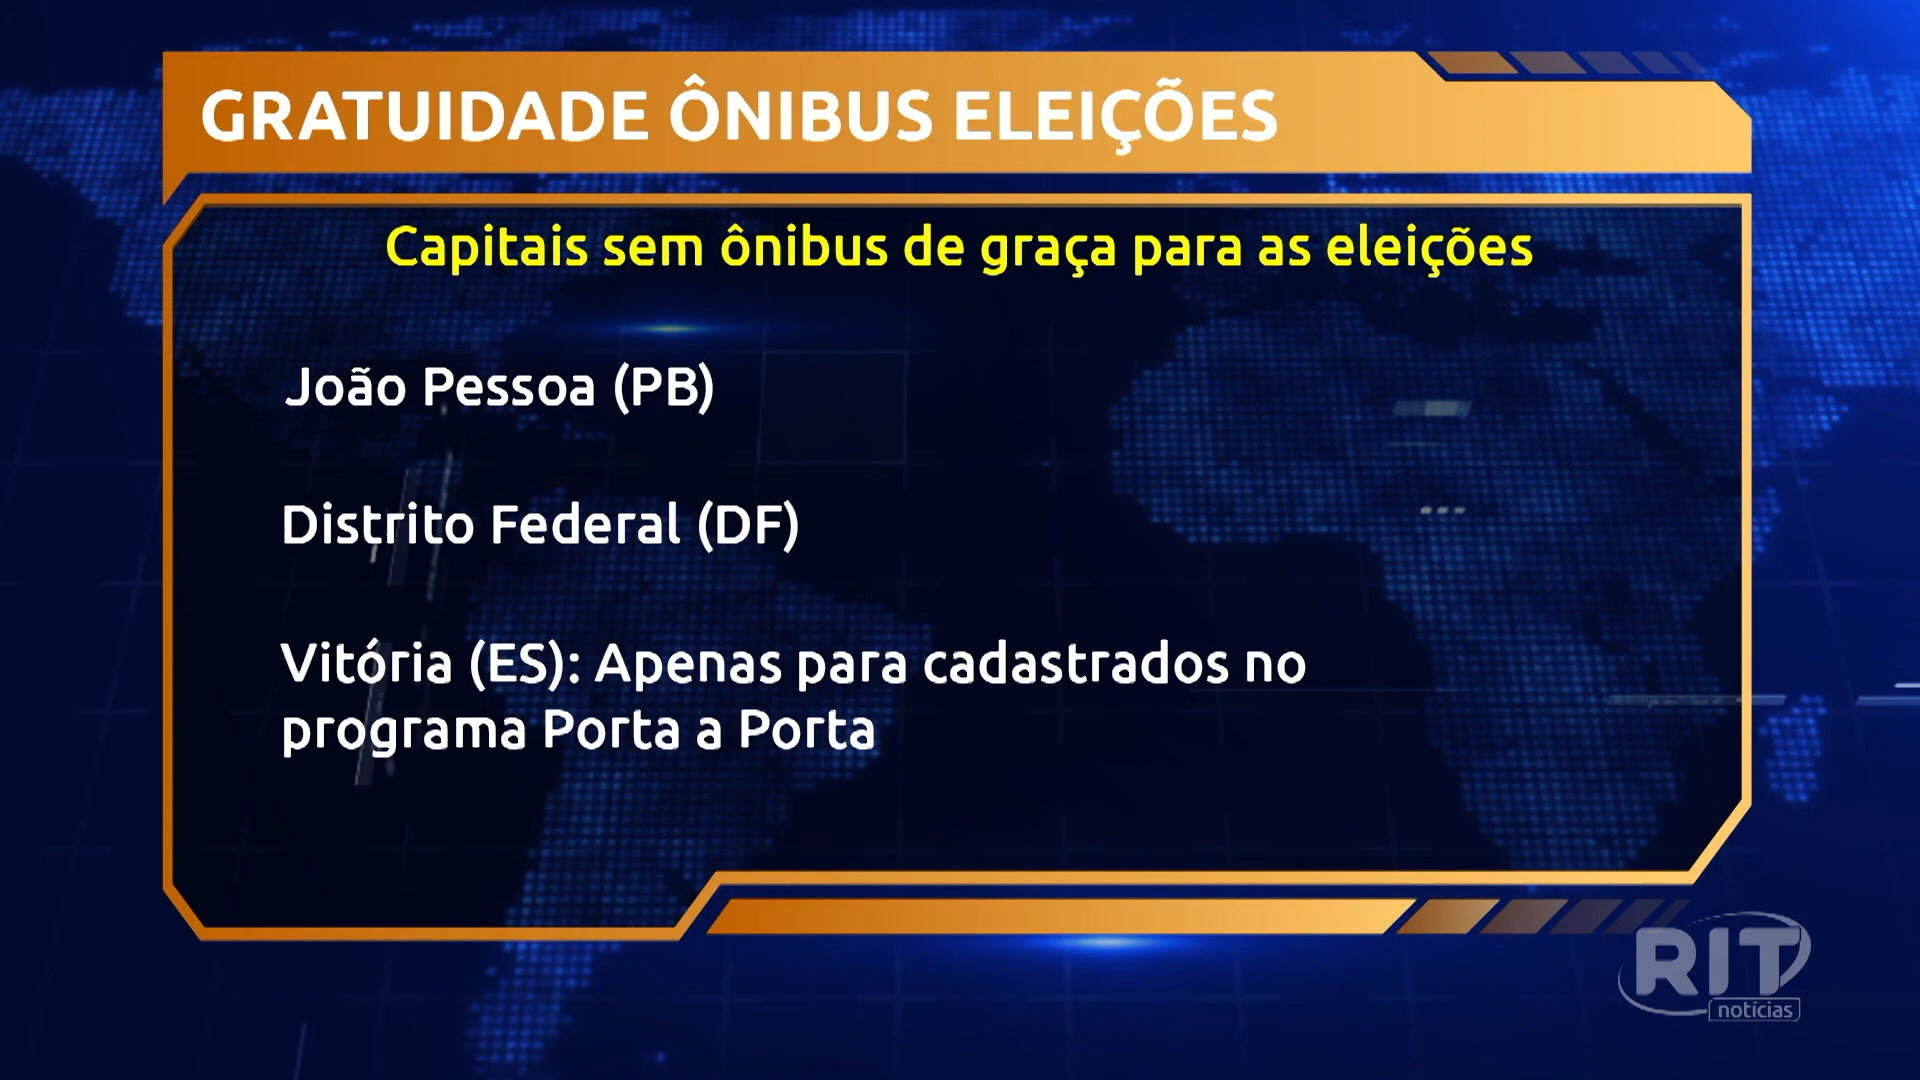 GRATUIDADE ÔNIBUS ELEIÇÕES
Capitais sem ônibus de graça para as eleições
João Pessoa (PB)
Distrito Federal (DF)
Vitória (ES): Apenas para cadastrados no
programa Porta a Porta
RIT
notícias